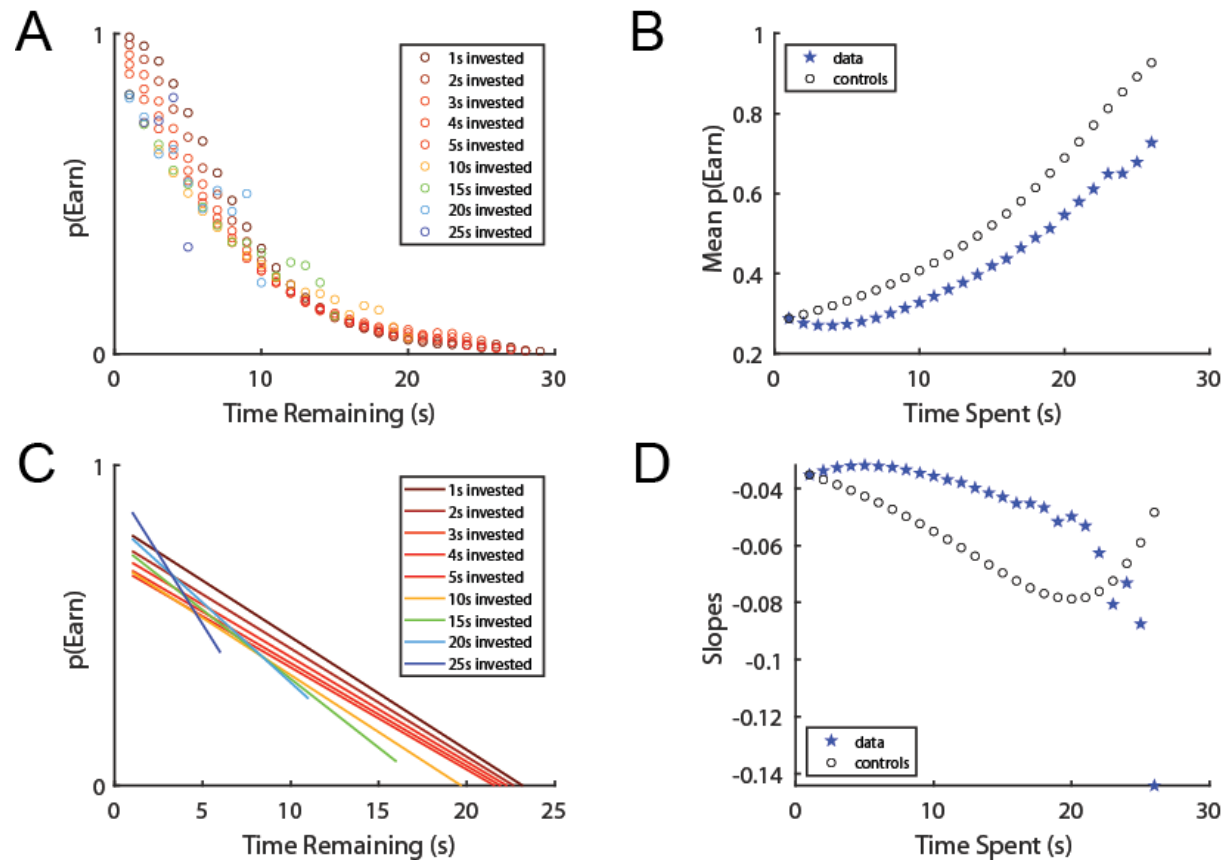 A
1
p(Earn)
0
0
10
20
30
Time Remaining (s)
1s invested
2s invested
3s invested
4s invested
5s invested
10s invested
15s invested
20s invested
25s invested
B
1
0.8
0.6
0.4
0.2
Mean p(Earn)
0
10
20
30
Time Spent (s)
data
controls
C
1
p(Earn)
0
0
5
10
15
20
25
Time Remaining (s)
1s invested
2s invested
3s invested
4s invested
5s invested
10s invested
15s invested
20s invested
25s invested
D
-0.04
-0.06
-0.08
-0.1
-0.12
-0.14
Slopes
0
10
20
30
Time Spent (s)
data
controls